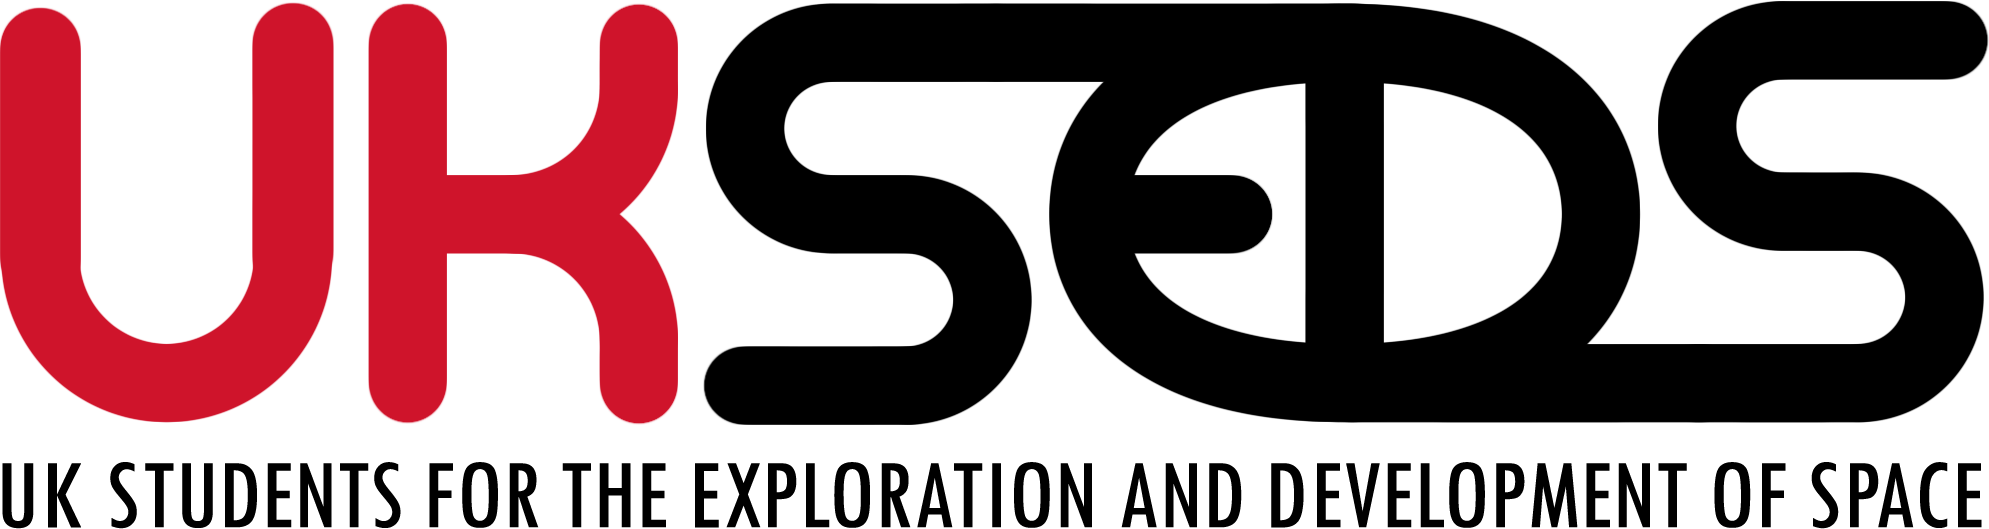 UKSEDS
UK STUDENTS FOR THE EXPLORATION AND DEVELOPMENT OF SPACE